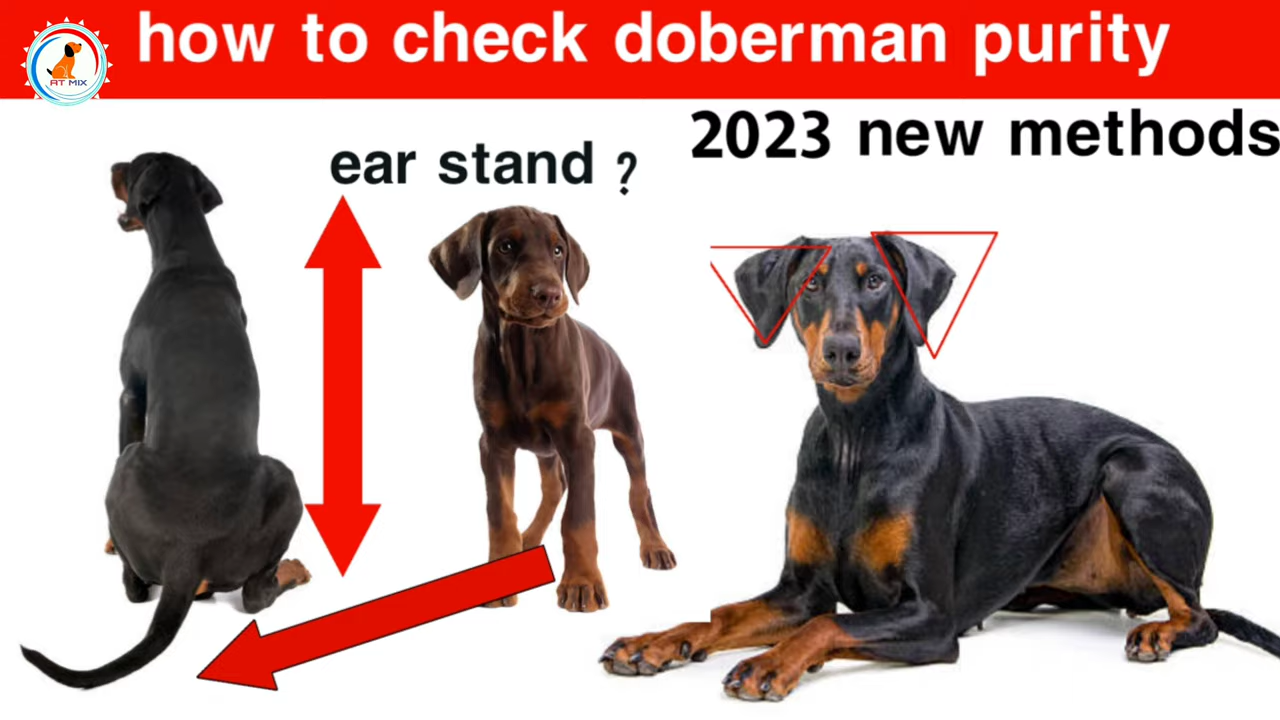 how to check doberman purity
AT MIX
2023 new methods
ear stand ?